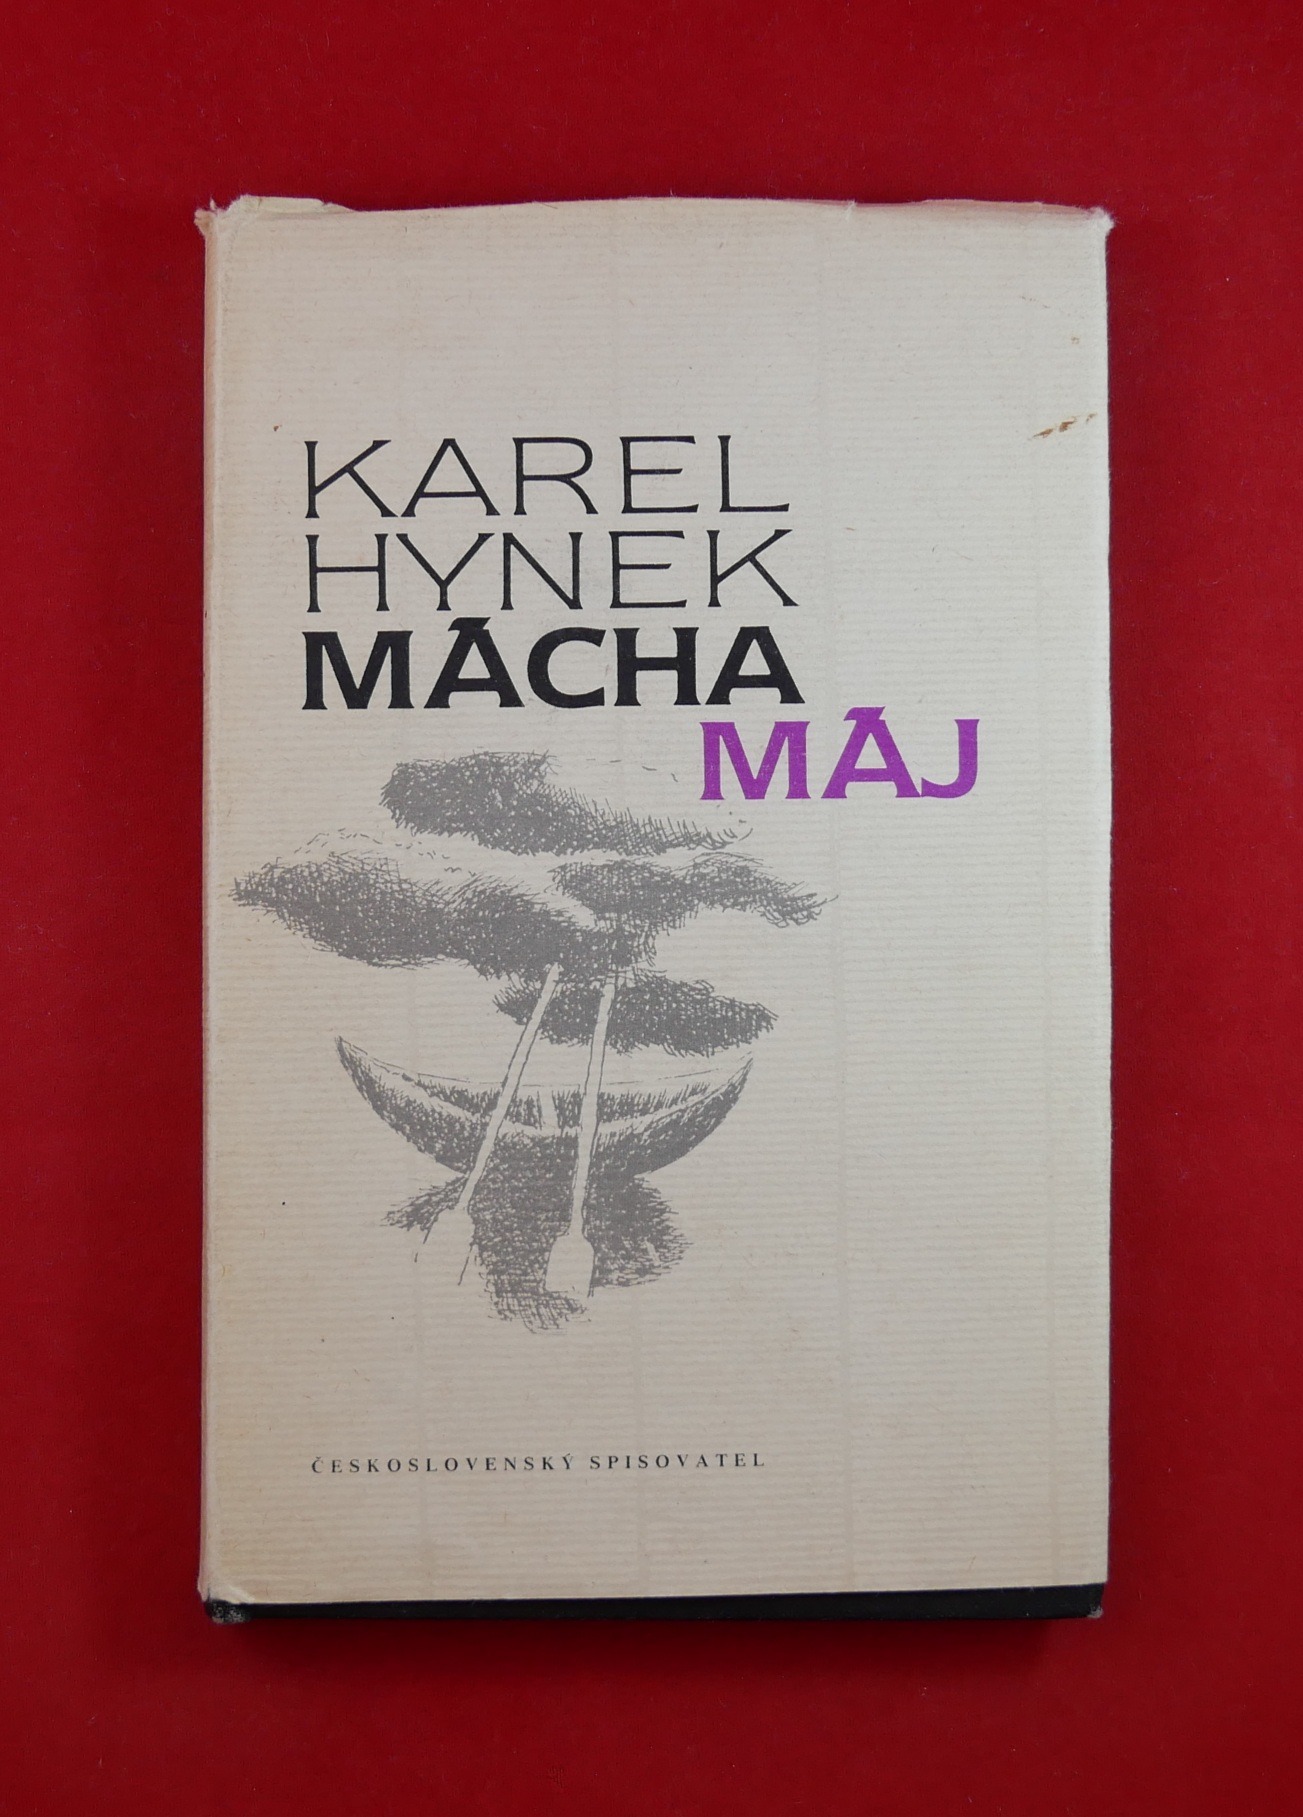 KAREL
HYNEK
MÁCHA
MÁJ
ČESKOSLOVENSKÝ SPISOVATEL